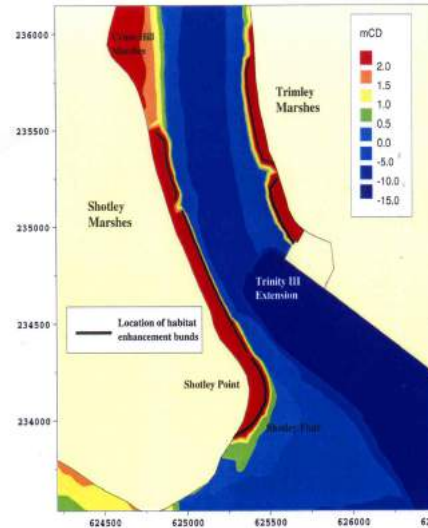 236000
235500
235000
234500
234000
624500
625000
625500
626000
mCD
2.0
1.5
1.0
0.5
0.0
-5.0
-10.0
-15.0
Trimley
Marshes
Shotley
Marshes
Trinity III
Extension
Location of habitat
enhancement bunds
Shotley Point
Shotley